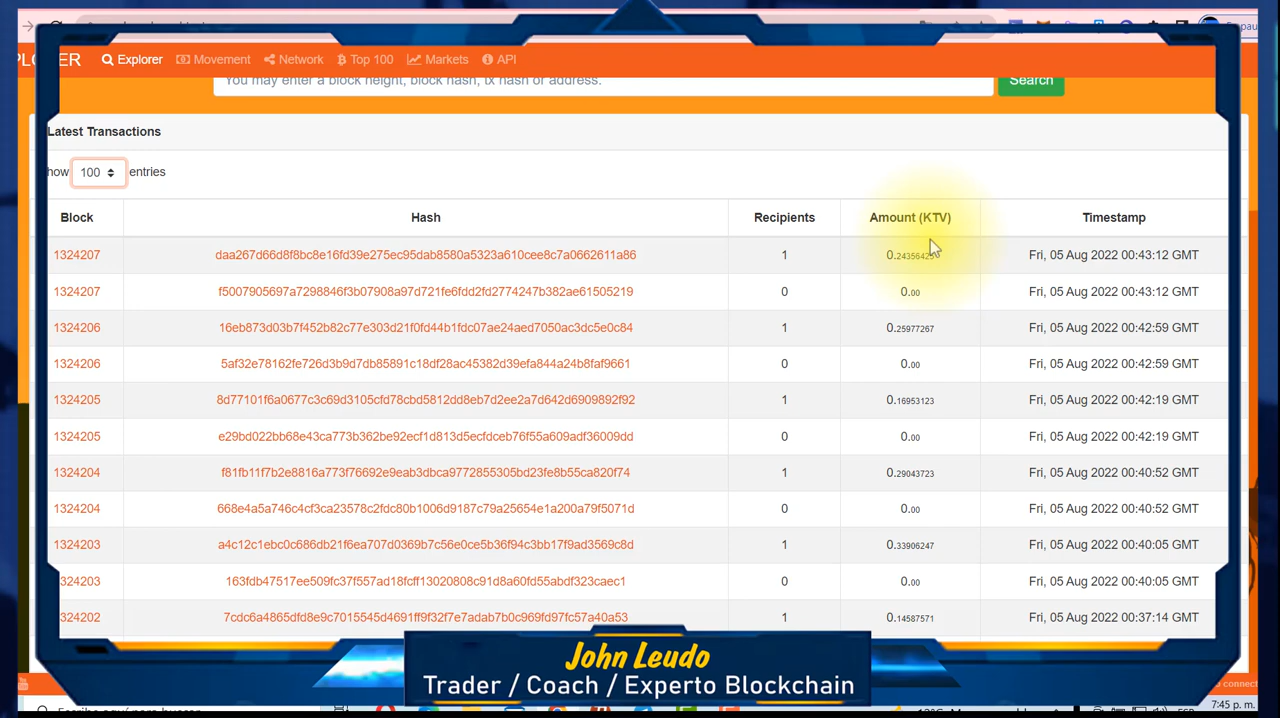 ER Explorer Movement Network Top 100 Markets API
You may enter a block height, block hash, tx hash or address. Search
Latest Transactions
how 100 entries
Block Hash Recipients Amount (KTV) Timestamp
1324207 daa267d66d8f8bc8e16fd39e275ec95dab8580a5323a610cee8c7a0662611a86 1 0.24356425 Fri, 05 Aug 2022 00:43:12 GMT
1324207 f5007905697a7298846f3b07908a97d721fe6fdd2fd2774247b382ae61505219 0 0.00 Fri, 05 Aug 2022 00:43:12 GMT
1324206 16eb873d03b7f452b82c77e303d21f0fd44b1fdc07ae24aed7050ac3dc5e0c84 1 0.25977267 Fri, 05 Aug 2022 00:42:59 GMT
1324206 5af32e78162fe726d3b9d7db85891c18df28ac45382d39efa844a24b8faf9661 0 0.00 Fri, 05 Aug 2022 00:42:59 GMT
1324205 8d77101f6a0677c3c69d3105cfd78cbd5812dd8eb7d2ee2a7d642d6909892f92 1 0.16953123 Fri, 05 Aug 2022 00:42:19 GMT
1324205 e29bd022bb68e43ca773b362be92ecf1d813d5ecfdceb76f55a609adf36009dd 0 0.00 Fri, 05 Aug 2022 00:42:19 GMT
1324204 f81fb11f7b2e8816a773f76692e9eab3dbca9772855305bd23fe8b55ca820f74 1 0.29043723 Fri, 05 Aug 2022 00:40:52 GMT
1324204 668e4a5a746c4cf3ca23578c2fdc80b1006d9187c79a25654e1a200a79f5071d 0 0.00 Fri, 05 Aug 2022 00:40:52 GMT
1324203 a4c12c1ebc0c686db21f6ea707d0369b7c56e0ce5b36f94c3bb17f9ad3569c8d 1 0.33906247 Fri, 05 Aug 2022 00:40:05 GMT
1324203 163fdb47517ee509fc37f557ad18fcff13020808c91d8a60fd55abdf323caec1 0 0.00 Fri, 05 Aug 2022 00:40:05 GMT
324202 7cdc6a4865dfd8e9c7015545d4691ff9f32f7e7adab7b0c969fd97fc57a40a53 1 0.14587571 Fri, 05 Aug 2022 00:37:14 GMT
John Leudo
Trader / Coach / Experto Blockchain
7:45 p. m.